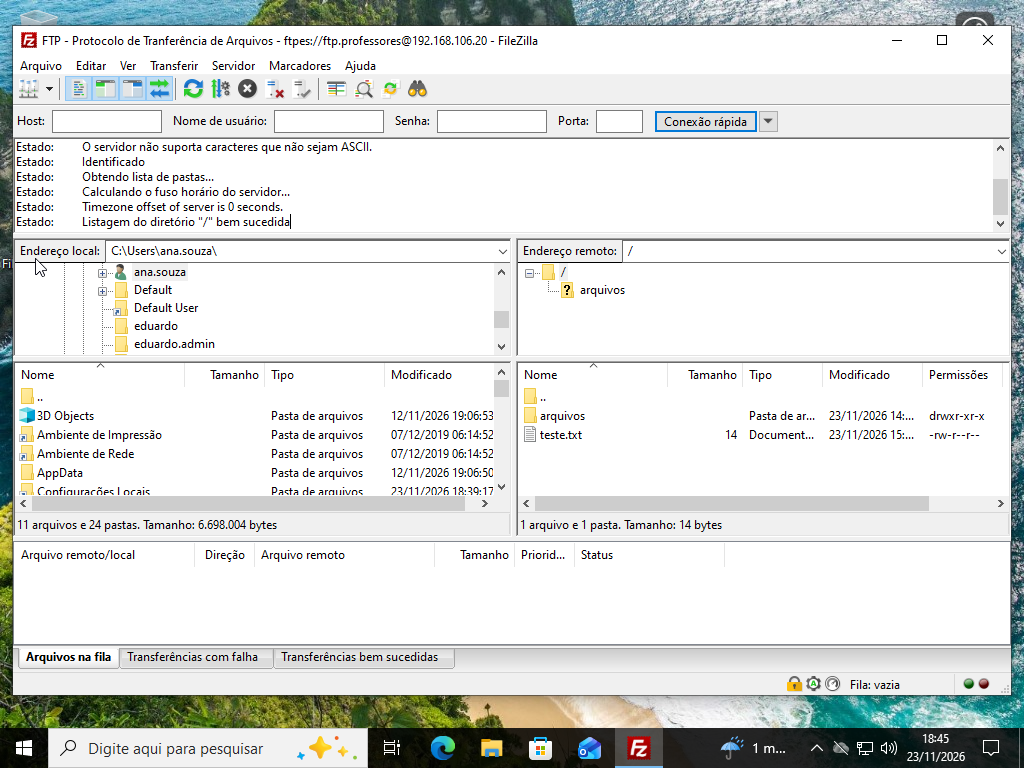 FTP - Protocolo de Tranferência de Arquivos - ftpes://ftp.professores@192.168.106.20 - FileZilla
Arquivo Editar Ver Transferir Servidor Marcadores Ajuda
Host: Nome de usuário: Senha: Porta: Conexão rápida
Estado: O servidor não suporta caracteres que não sejam ASCII.
Estado: Identificado
Estado: Obtendo lista de pastas...
Estado: Calculando o fuso horário do servidor...
Estado: Timezone offset of server is 0 seconds.
Estado: Listagem do diretório "/" bem sucedida
Endereço local: C:\Users\ana.souza\
ana.souza
Default
Default User
eduardo
eduardo.admin
Endereço remoto: /
/
arquivos
Nome Tamanho Tipo Modificado
..
3D Objects Pasta de arquivos 12/11/2026 19:06:53
Ambiente de Impressão Pasta de arquivos 07/12/2019 06:14:52
Ambiente de Rede Pasta de arquivos 07/12/2019 06:14:52
AppData Pasta de arquivos 12/11/2026 19:06:50
Configurações Locais Pasta de arquivos 23/11/2026 18:39:17
11 arquivos e 24 pastas. Tamanho: 6.698.004 bytes
Nome Tamanho Tipo Modificado Permissões
..
arquivos Pasta de ar... 23/11/2026 14:... drwxr-xr-x
teste.txt 14 Document... 23/11/2026 15:... -rw-r--r--
1 arquivo e 1 pasta. Tamanho: 14 bytes
Arquivo remoto/local Direção Arquivo remoto Tamanho Priorid... Status
Arquivos na fila Transferências com falha Transferências bem sucedidas
Fila: vazia
Digite aqui para pesquisar
1 m...
18:45
23/11/2026